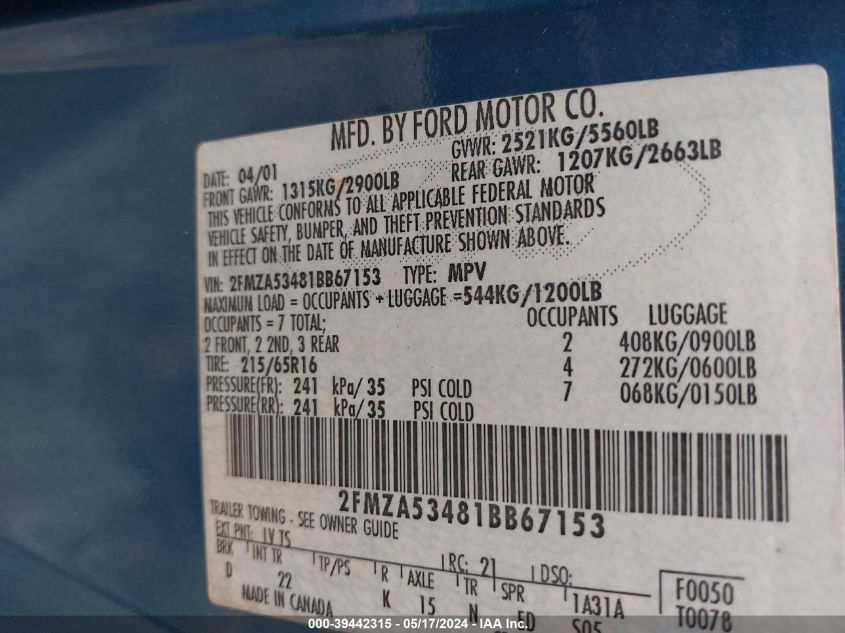 MFD. BY FORD MOTOR CO.
DATE: 04/01 GVWR: 2521KG/5560LB
FRONT GAWR: 1315KG/2900LB REAR GAWR: 1207KG/2663LB
THIS VEHICLE CONFORMS TO ALL APPLICABLE FEDERAL MOTOR
VEHICLE SAFETY, BUMPER, AND THEFT PREVENTION STANDARDS
IN EFFECT ON THE DATE OF MANUFACTURE SHOWN ABOVE.
VIN: 2FMZA53481BB67153 TYPE: MPV
MAXIMUM LOAD = OCCUPANTS + LUGGAGE =544KG/1200LB
OCCUPANTS = 7 TOTAL; OCCUPANTS LUGGAGE
2 FRONT, 2 2ND, 3 REAR 2 408KG/0900LB
TIRE: 215/65R16 4 272KG/0600LB
PRESSURE(FR): 241 kPa/ 35 PSI COLD 7 068KG/0150LB
PRESSURE(RR): 241 kPa/ 35 PSI COLD
2FMZA53481BB67153
TRAILER TOWING - SEE OWNER GUIDE
EXT PNT: LV TS RC: 21 DSO: F0050
BRK INT TR TP/PS R AXLE TR SPR 1A31A T0078
D 22 K 15 N
MADE IN CANADA
000-39442315 - 05/17/2024 - IAA Inc.